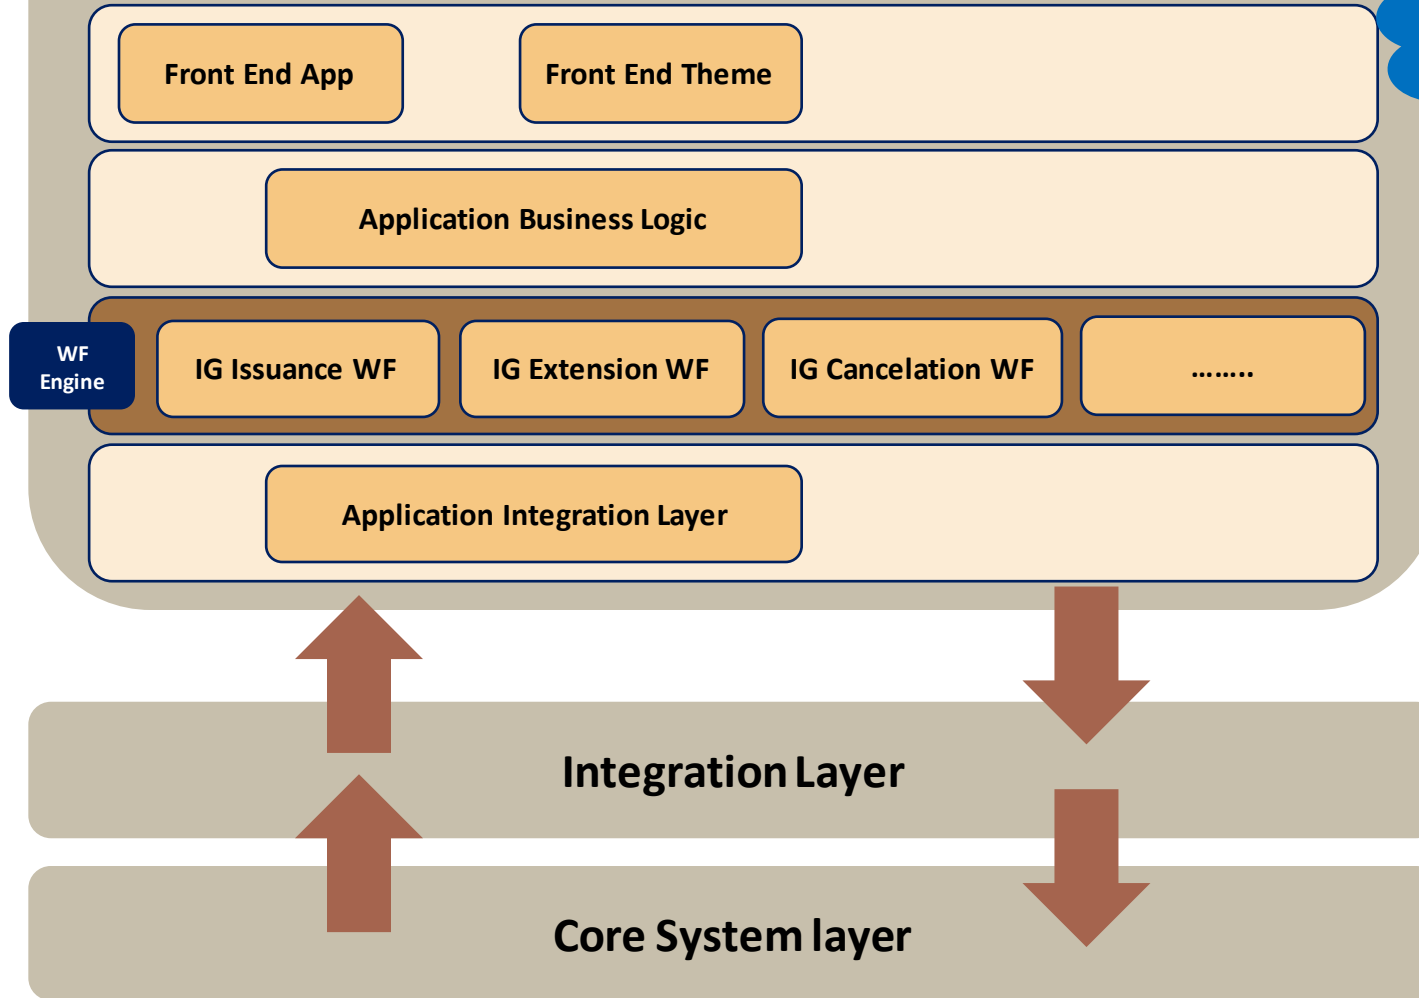 Front End App
Front End Theme
Application Business Logic
WF
Engine
IG Issuance WF
IG Extension WF
IG Cancelation WF
........
Application Integration Layer
Integration Layer
Core System layer